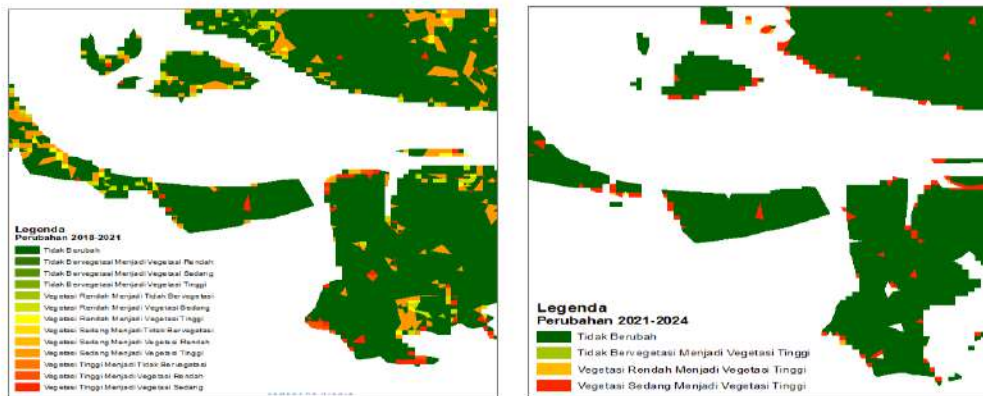 Legenda
Perubahan 2018-2021
Tidak Berubah
Tidak Bervegetasi Menjadi Vegetasi Rendah
Tidak Bervegetasi Menjadi Vegetasi Sedang
Tidak Bervegetasi Menjadi Vegetasi Tinggi
Vegetasi Rendah Menjadi Tidak Bervegetasi
Vegetasi Rendah Menjadi Vegetasi Sedang
Vegetasi Rendah Menjadi Vegetasi Tinggi
Vegetasi Sedang Menjadi Tidak Bervegetasi
Vegetasi Sedang Menjadi Vegetasi Rendah
Vegetasi Sedang Menjadi Vegetasi Tinggi
Vegetasi Tinggi Menjadi Tidak Bervegetasi
Vegetasi Tinggi Menjadi Vegetasi Rendah
Vegetasi Tinggi Menjadi Vegetasi Sedang
Legenda
Perubahan 2021-2024
Tidak Berubah
Tidak Bervegetasi Menjadi Vegetasi Tinggi
Vegetasi Rendah Menjadi Vegetasi Tinggi
Vegetasi Sedang Menjadi Vegetasi Tinggi